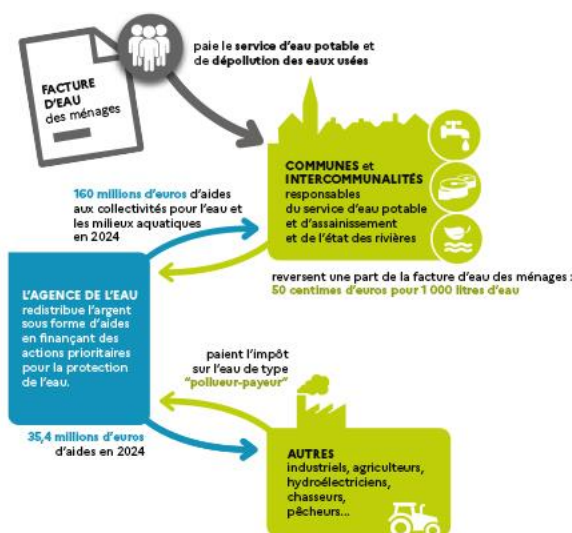 paie le service d'eau potable et
de dépollution des eaux usées
FACTURE
D'EAU
des ménages
COMMUNES et
INTERCOMMUNALITÉS
responsables
du service d'eau potable
et d'assainissement
et de l'état des rivières
160 millions d'euros d'aides
aux collectivités pour l'eau et
les milieux aquatiques
en 2024
reversent une part de la facture d'eau des ménages :
50 centimes d'euros pour 1 000 litres d'eau
L'AGENCE DE L'EAU
redistribue l'argent
sous forme d'aides
en finançant des
actions prioritaires
pour la protection
de l'eau.
paient l'impôt
sur l'eau de type
"pollueur-payeur"
35,4 millions d'euros
d'aides en 2024
AUTRES
industriels, agriculteurs,
hydroélectriciens,
chasseurs,
pêcheurs...